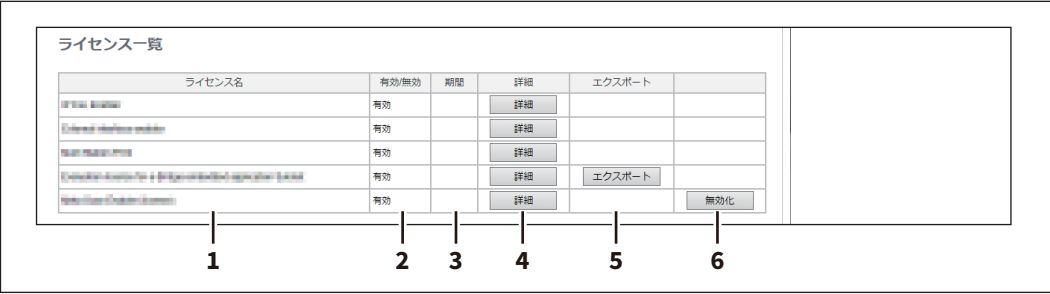 ライセンス一覧
ライセンス名 有効/無効 期間 詳細 エクスポート
有効 詳細
有効 詳細
有効 詳細
有効 詳細 エクスポート
有効 詳細 無効化
1 2 3 4 5 6